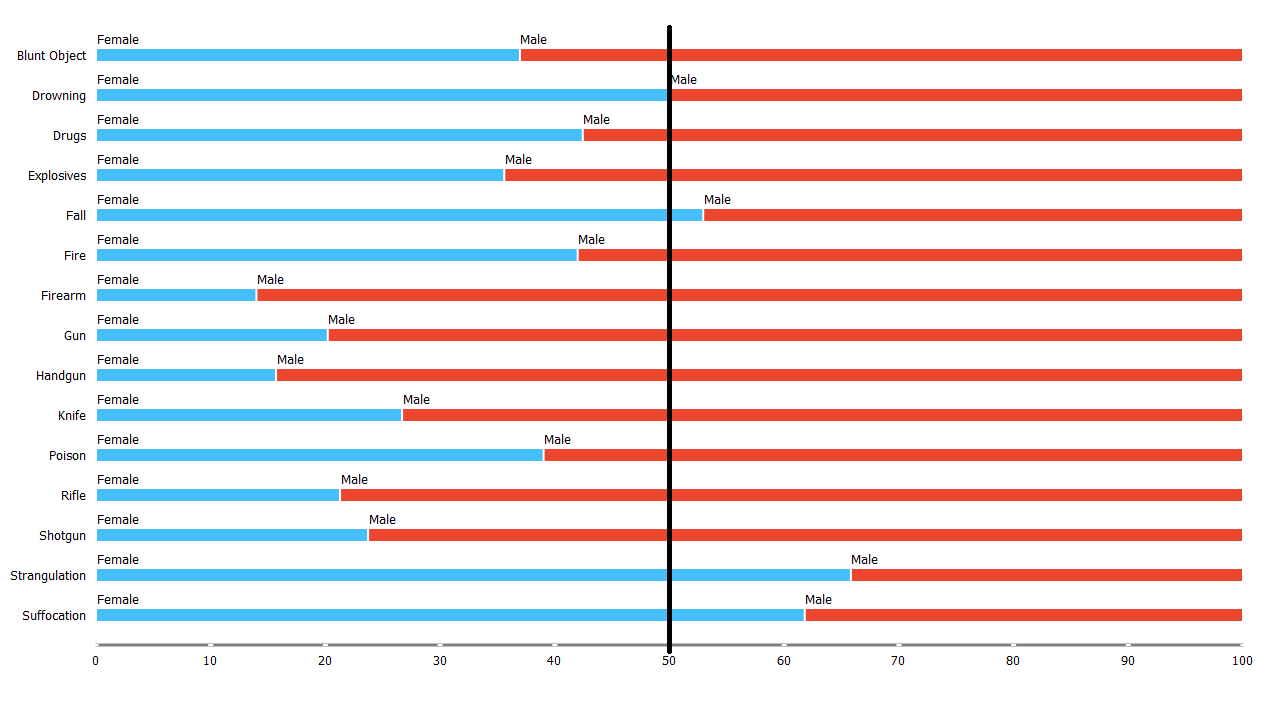 Female Male
Blunt Object
Female Male
Drowning
Female Male
Drugs
Female Male
Explosives
Female Male
Fall
Female Male
Fire
Female Male
Firearm
Female Male
Gun
Female Male
Handgun
Female Male
Knife
Female Male
Poison
Female Male
Rifle
Female Male
Shotgun
Female Male
Strangulation
Female Male
Suffocation
0 10 20 30 40 50 60 70 80 90 100